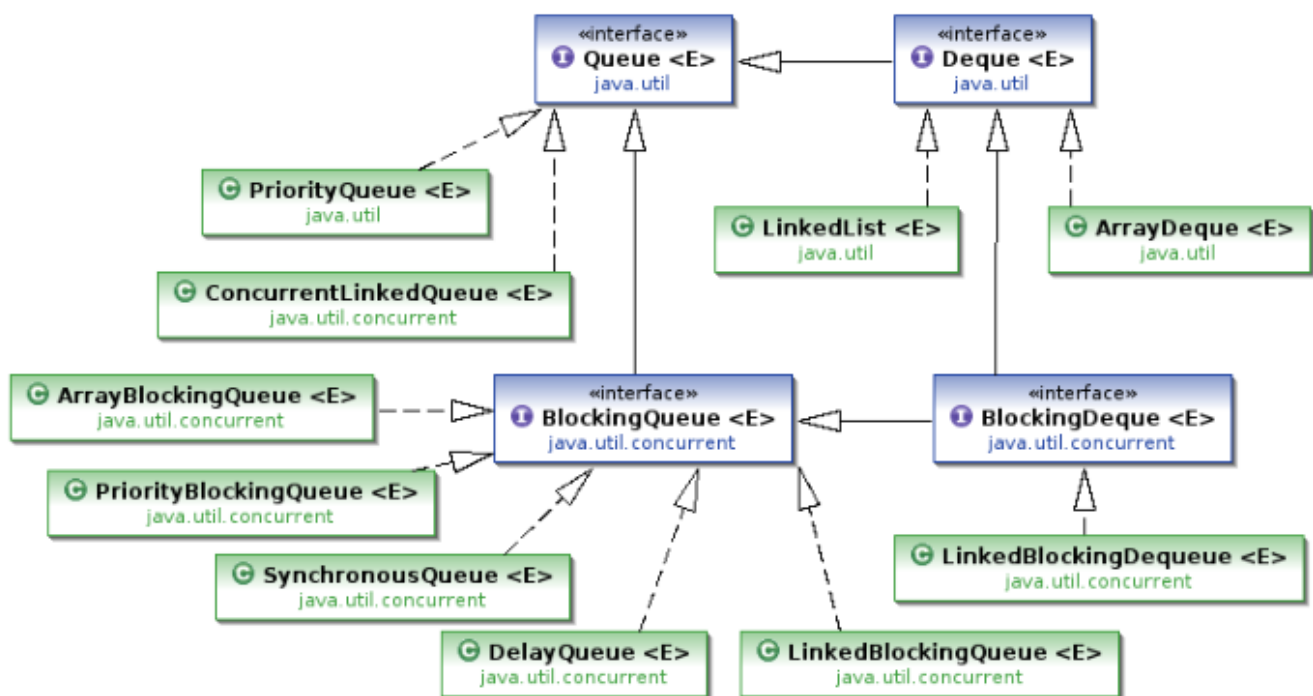 «interface»
Queue <E>
java.util
«interface»
Deque <E>
java.util
PriorityQueue <E>
java.util
LinkedList <E>
java.util
ArrayDeque <E>
java.util
ConcurrentLinkedQueue <E>
java.util.concurrent
ArrayBlockingQueue <E>
java.util.concurrent
«interface»
BlockingQueue <E>
java.util.concurrent
«interface»
BlockingDeque <E>
java.util.concurrent
PriorityBlockingQueue <E>
java.util.concurrent
SynchronousQueue <E>
java.util.concurrent
LinkedBlockingDequeue <E>
java.util.concurrent
DelayQueue <E>
java.util.concurrent
LinkedBlockingQueue <E>
java.util.concurrent